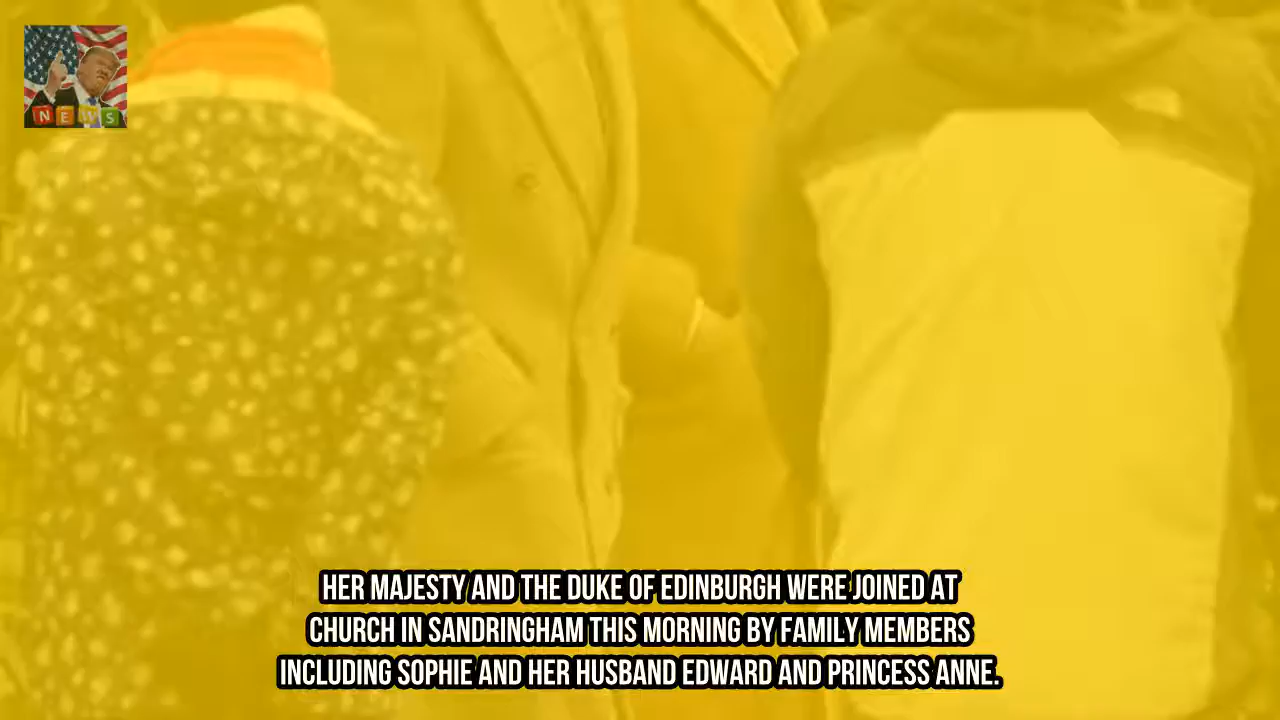 NEWS
HER MAJESTY AND THE DUKE OF EDINBURGH WERE JOINED AT
CHURCH IN SANDRINGHAM THIS MORNING BY FAMILY MEMBERS
INCLUDING SOPHIE AND HER HUSBAND EDWARD AND PRINCESS ANNE.